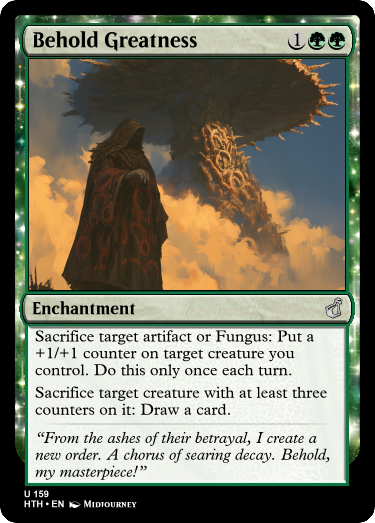 Behold Greatness 1
Enchantment
Sacrifice target artifact or Fungus: Put a
+1/+1 counter on target creature you
control. Do this only once each turn.
Sacrifice target creature with at least three
counters on it: Draw a card.
“From the ashes of their betrayal, I create a
new order. A chorus of searing decay. Behold,
my masterpiece!”
U 159
HTH • EN Midjourney